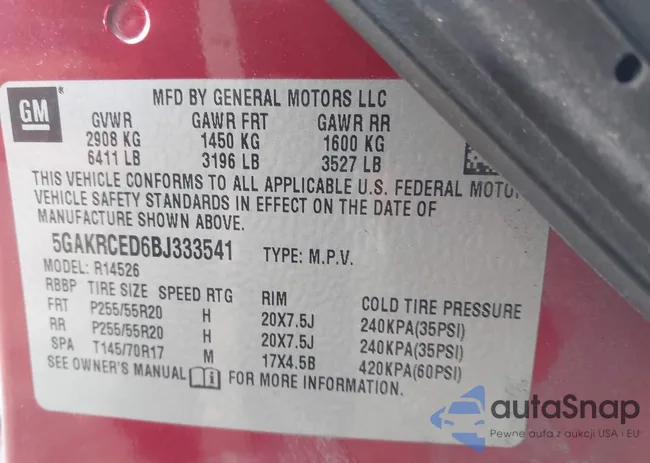 GM®
MFD BY GENERAL MOTORS LLC
GVWR GAWR FRT GAWR RR
2908 KG 1450 KG 1600 KG
6411 LB 3196 LB 3527 LB
THIS VEHICLE CONFORMS TO ALL APPLICABLE U.S. FEDERAL MOTO
VEHICLE SAFETY STANDARDS IN EFFECT ON THE DATE OF
MANUFACTURE SHOWN ABOVE.
5GAKRCED6BJ333541 TYPE: M.P.V.
MODEL: R14526
RBBP TIRE SIZE SPEED RTG RIM COLD TIRE PRESSURE
FRT P255/55R20 H 20X7.5J 240KPA(35PSI)
RR P255/55R20 H 20X7.5J 240KPA(35PSI)
SPA T145/70R17 M 17X4.5B 420KPA(60PSI)
SEE OWNER'S MANUAL FOR MORE INFORMATION.
autaSnap
Pewne auta z aukcji USA i EU